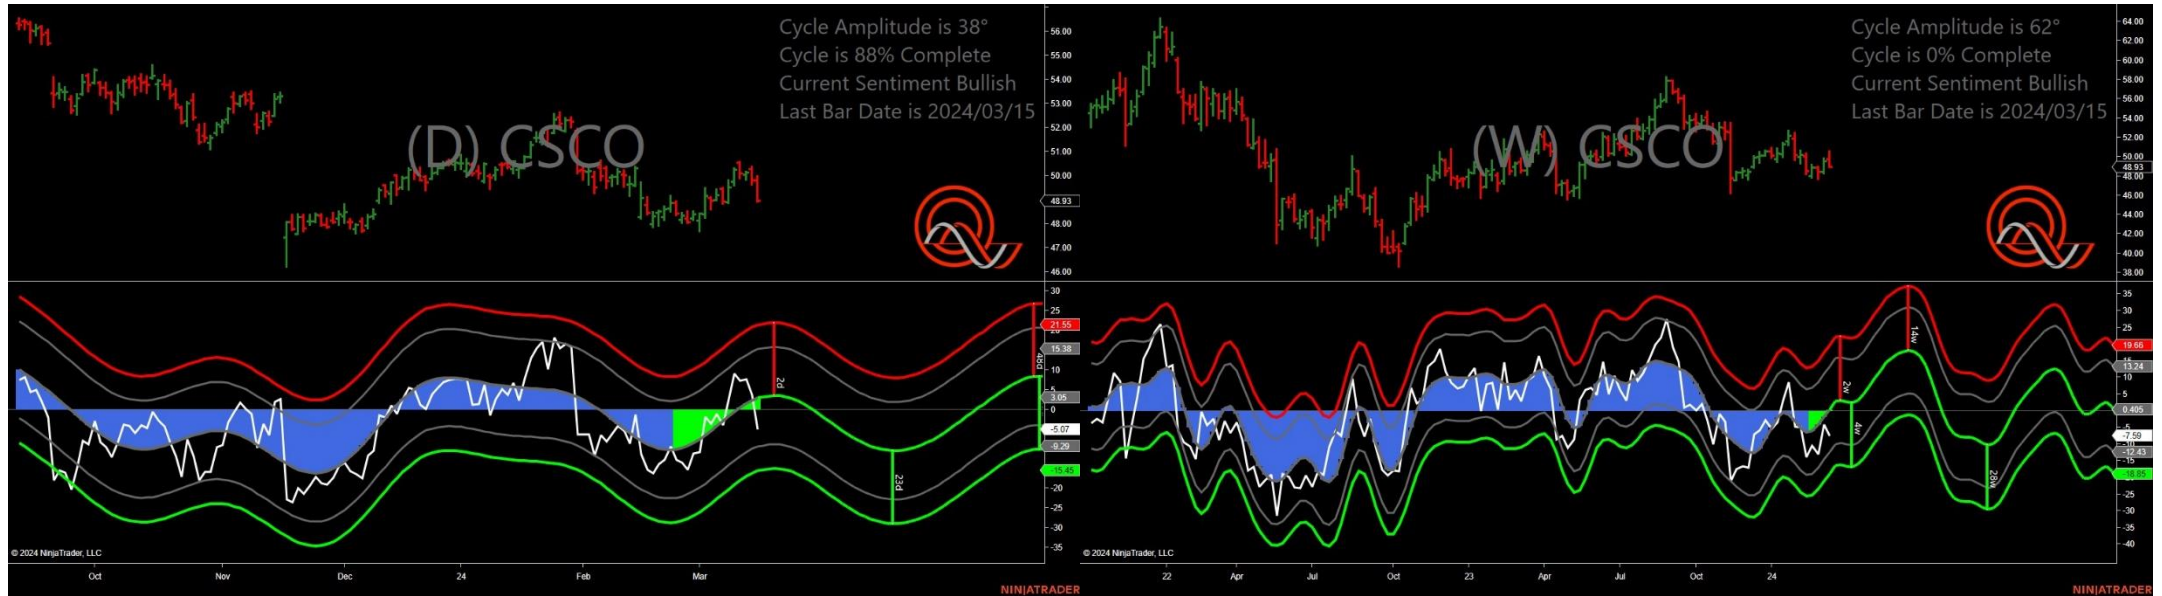 Cycle Amplitude is 38°
Cycle is 88% Complete
Current Sentiment Bullish
Last Bar Date is 2024/03/15
(D) CSCO
56.00
55.00
54.00
53.00
52.00
51.00
50.00
48.93
48.00
47.00
46.00
30
25
21.55
15.38
10
5
3.05
0
-5.07
-9.29
-15.45
-20
-25
-30
-35
2d
23d
48d
© 2024 NinjaTrader, LLC
Oct
Nov
Dec
24
Feb
Mar
NINJATRADER
Cycle Amplitude is 62°
Cycle is 0% Complete
Current Sentiment Bullish
Last Bar Date is 2024/03/15
(W) CSCO
64.00
62.00
60.00
58.00
56.00
54.00
52.00
50.00
48.93
48.00
46.00
44.00
42.00
40.00
38.00
35
30
25
19.66
13.24
10
5
0.405
-7.59
-12.43
-15
-18.85
-25
-30
-35
-40
2w
4w
14w
28w
© 2024 NinjaTrader, LLC
22
Apr
Jul
Oct
23
Apr
Jul
Oct
24
NINJATRADER